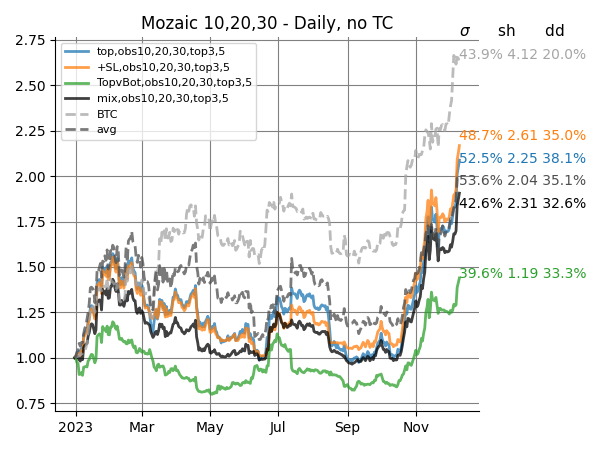 Mozaic 10,20,30 - Daily, no TC
σ sh dd
top,obs10,20,30,top3,5
+SL,obs10,20,30,top3,5
TopvBot,obs10,20,30,top3,5
mix,obs10,20,30,top3,5
BTC
avg
43.9% 4.12 20.0%
48.7% 2.61 35.0%
52.5% 2.25 38.1%
53.6% 2.04 35.1%
42.6% 2.31 32.6%
39.6% 1.19 33.3%
2.75
2.50
2.25
2.00
1.75
1.50
1.25
1.00
0.75
2023 Mar May Jul Sep Nov